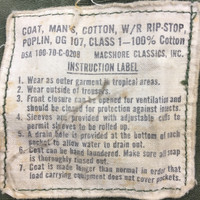 COAT, MAN'S, COTTON, W/R RIP-STOP,
POPLIN, OG 107, CLASS 1—100% Cotton
DSA 100-70-C-0209 MACSHORE CLASSICS, INC.
INSTRUCTION LABEL
1. Wear as outer garment in tropical areas.
2. Wear outside of trousers.
3. Front closure can be opened for ventilation and
should be closed for protection against insects.
4. Sleeves are provided with adjustable cuffs to
permit sleeves to be rolled up.
5. A drain hole is provided at the bottom of each
pocket to allow water to drain out.
6. Coat can be hand laundered. Make sure all soap
is thoroughly rinsed out.
7. Coat is made longer than normal in order that
load carrying equipment does not cover pockets.